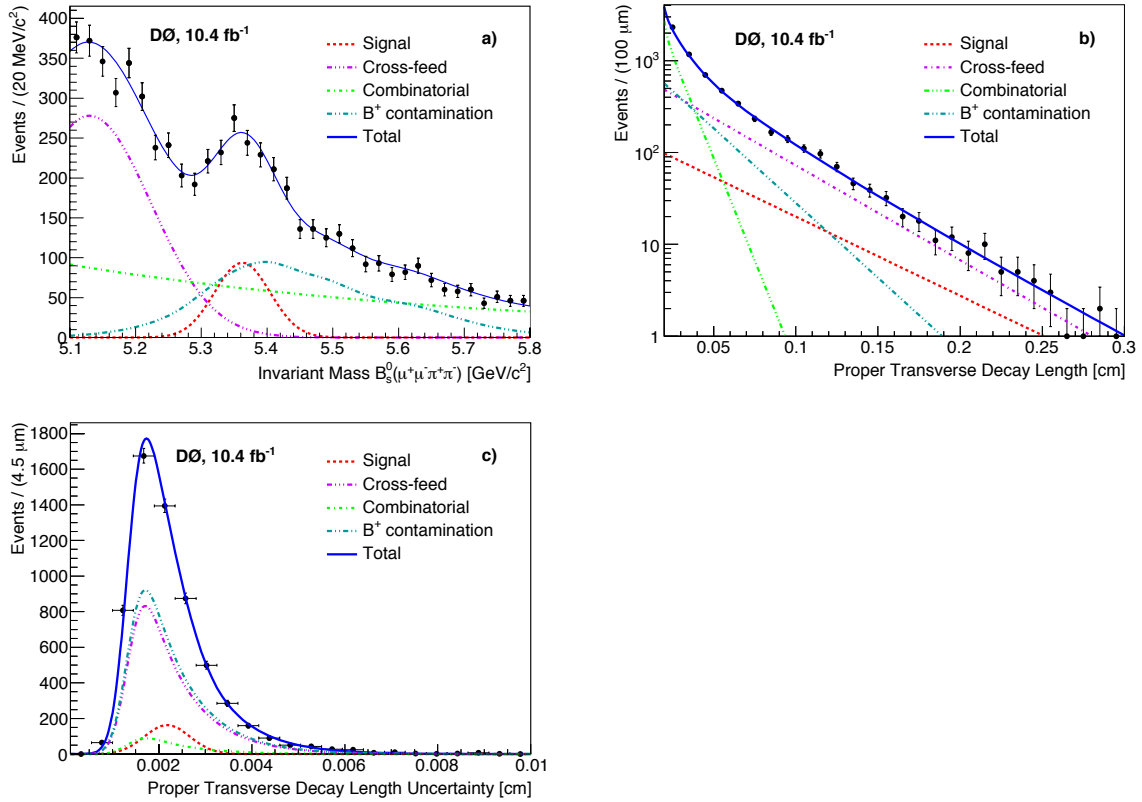 Events / (20 MeV/c²)
400
350
300
250
200
150
100
50
0
DØ, 10.4 fb⁻¹
a)
Signal
Cross-feed
Combinatorial
B⁺ contamination
Total
5.1 5.2 5.3 5.4 5.5 5.6 5.7 5.8
Invariant Mass B⁰ₛ(μ⁺μ⁻π⁺π⁻) [GeV/c²]
Events / (100 μm)
10³
10²
10
1
DØ, 10.4 fb⁻¹
b)
Signal
Cross-feed
Combinatorial
B⁺ contamination
Total
0.05 0.1 0.15 0.2 0.25 0.3
Proper Transverse Decay Length [cm]
Events / (4.5 μm)
1800
1600
1400
1200
1000
800
600
400
200
0
DØ, 10.4 fb⁻¹
c)
Signal
Cross-feed
Combinatorial
B⁺ contamination
Total
0.002 0.004 0.006 0.008 0.01
Proper Transverse Decay Length Uncertainty [cm]